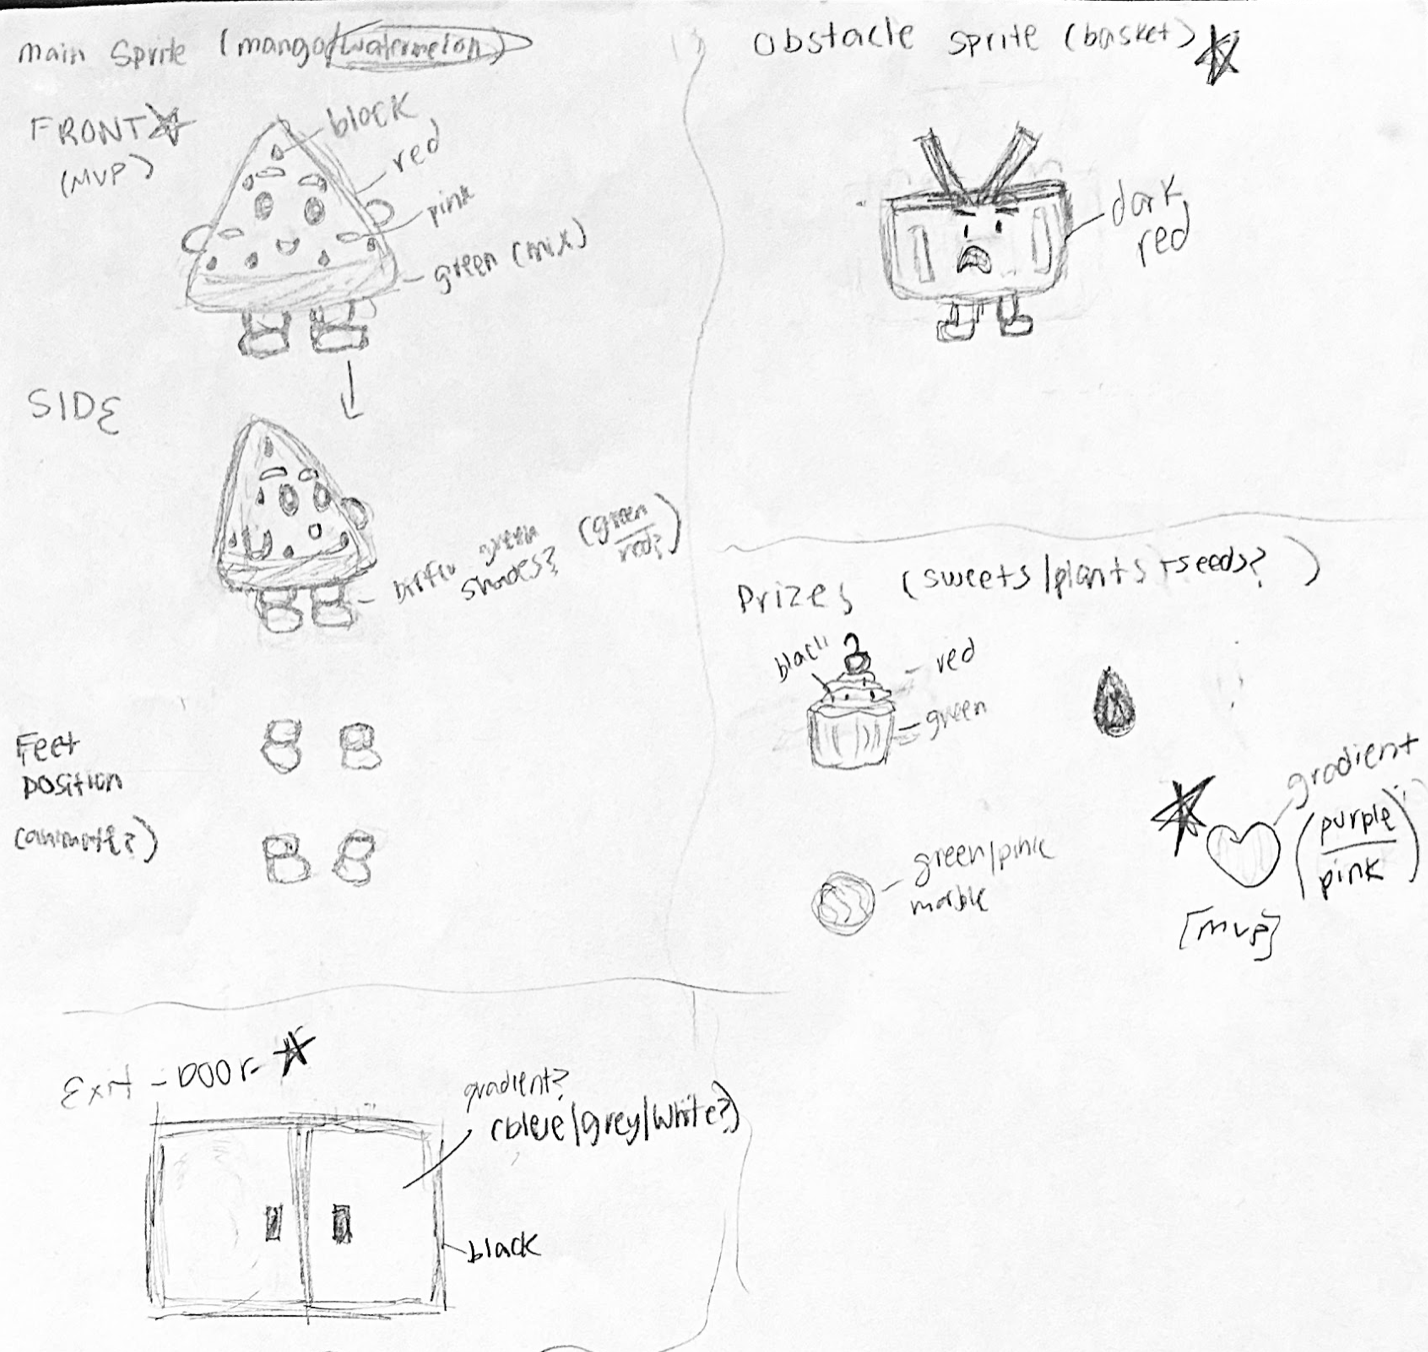 main Sprite (mango/watermelon)
FRONT
(MVP)
black
red
pink
green (mix)
SIDE
green
shades?
(green
red?)
Feet
position
(animate?)
Obstacle Sprite (basket)
dark
red
Prizes (sweets/plants +seeds?)
black
red
green
green/pink
marble
gradient
(purple
pink)
[mvp]
Exit - Door
gradient?
(blue/grey/white?)
black